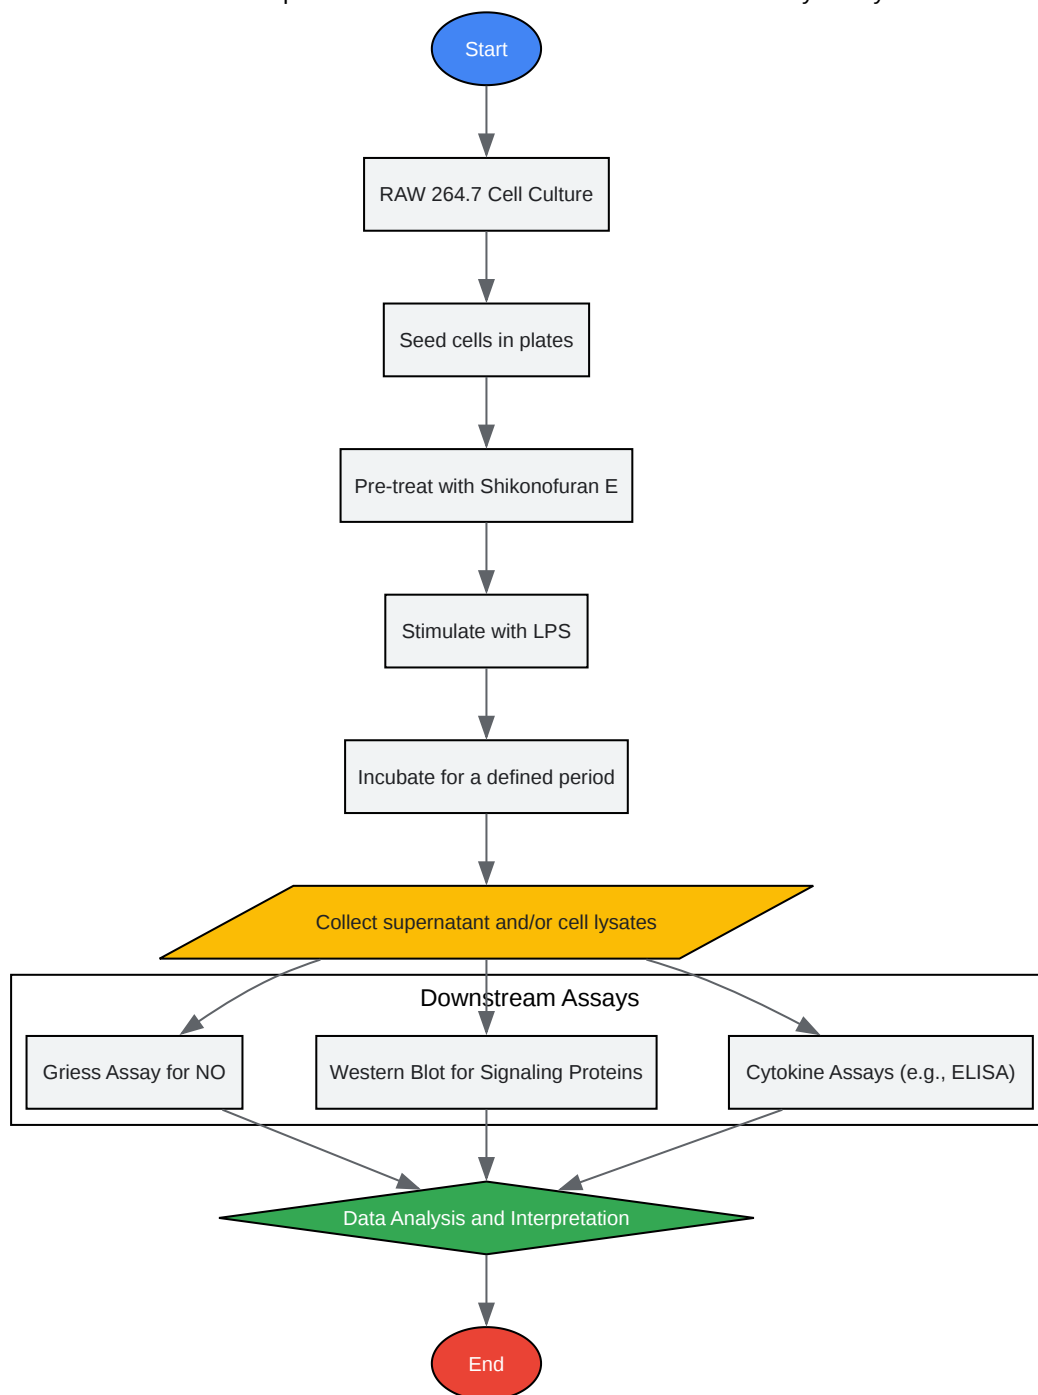 Start
RAW 264.7 Cell Culture
Seed cells in plates
Pre-treat with Shikonofuran E
Stimulate with LPS
Incubate for a defined period
Collect supernatant and/or cell lysates
Downstream Assays
Griess Assay for NO
Western Blot for Signaling Proteins
Cytokine Assays (e.g., ELISA)
Data Analysis and Interpretation
End